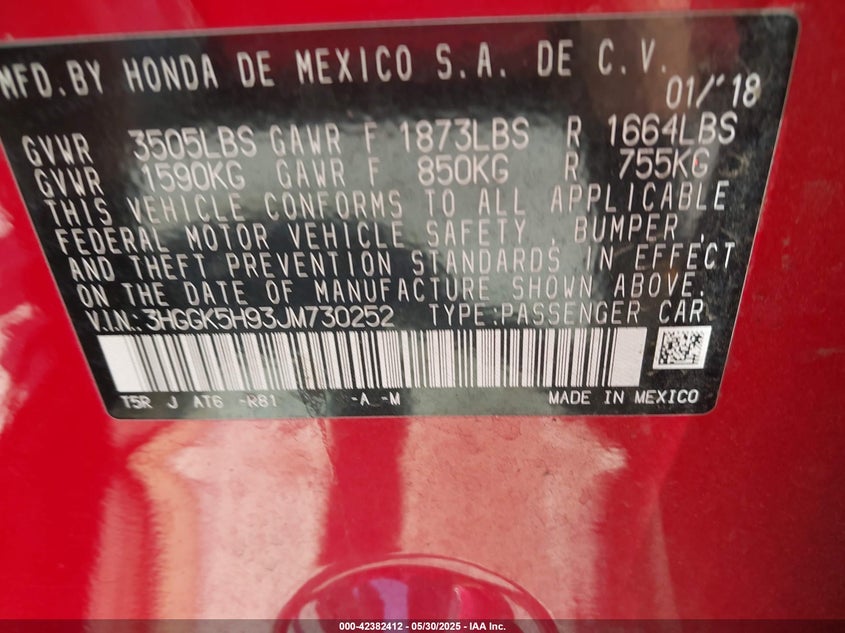 MFD.BY HONDA DE MEXICO S.A. DE C.V.
01/'18
GVWR 3505LBS GAWR F 1873LBS R 1664LBS
GVWR 1590KG GAWR F 850KG R 755KG
THIS VEHICLE CONFORMS TO ALL APPLICABLE
FEDERAL MOTOR VEHICLE SAFETY , BUMPER ,
AND THEFT PREVENTION STANDARDS IN EFFECT
ON THE DATE OF MANUFACTURE SHOWN ABOVE.
V.I.N.: 3HGGK5H93JM730252 TYPE:PASSENGER CAR
T5R J AT6 -R81 -A -M MADE IN MEXICO
000-42382412 | 05/30/2025 - IAA Inc.